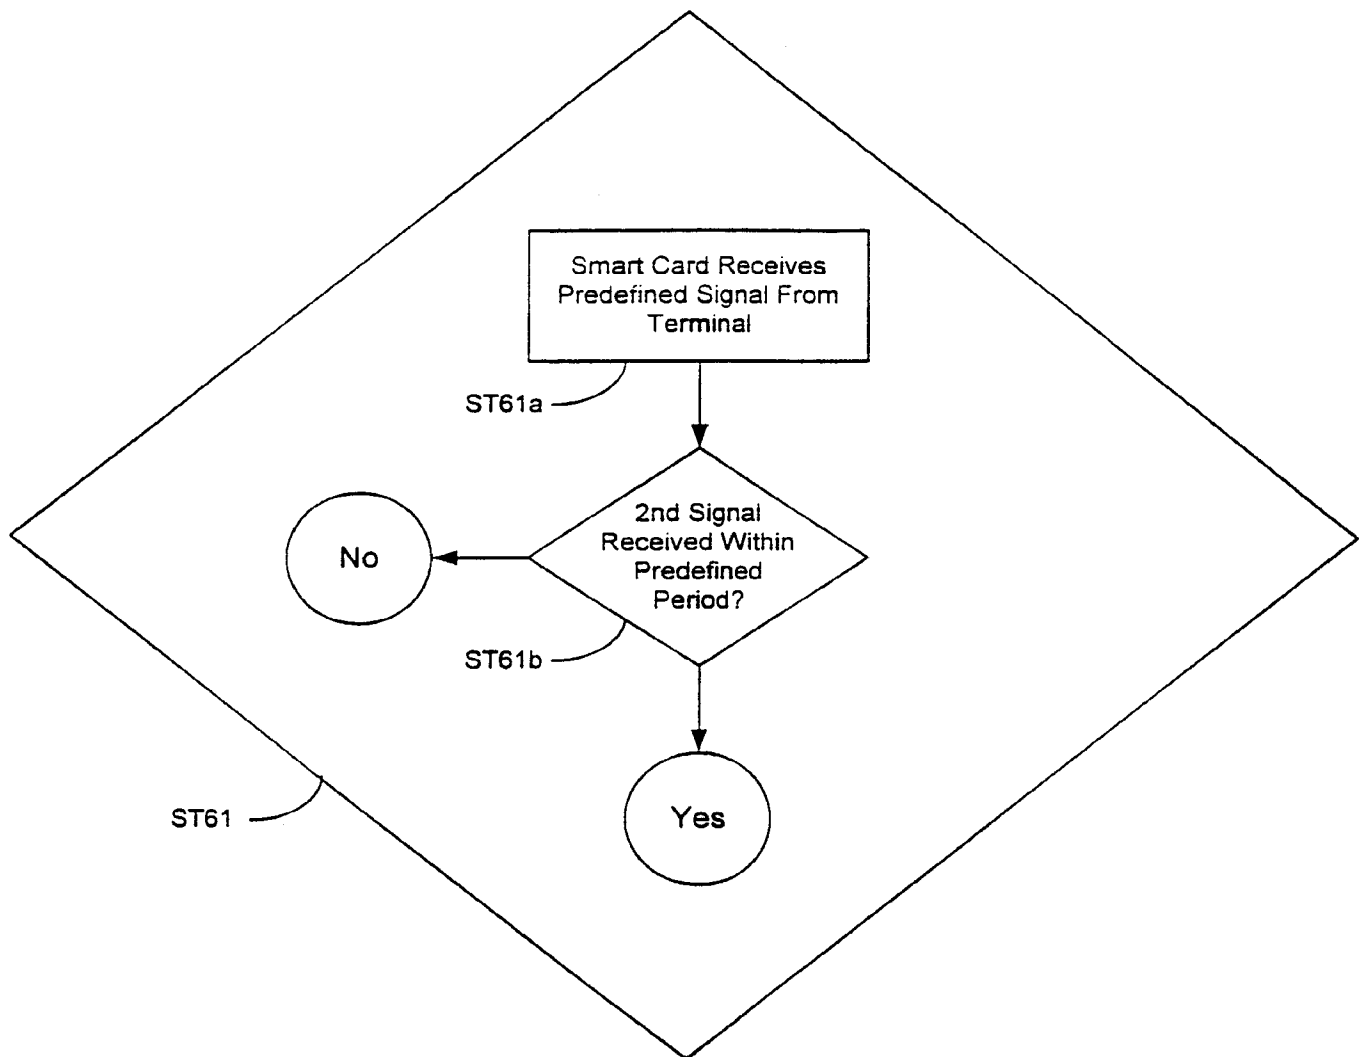 Smart Card Receives
Predefined Signal From
Terminal
ST61a
2nd Signal
Received Within
Predefined
Period?
No
ST61b
Yes
ST61